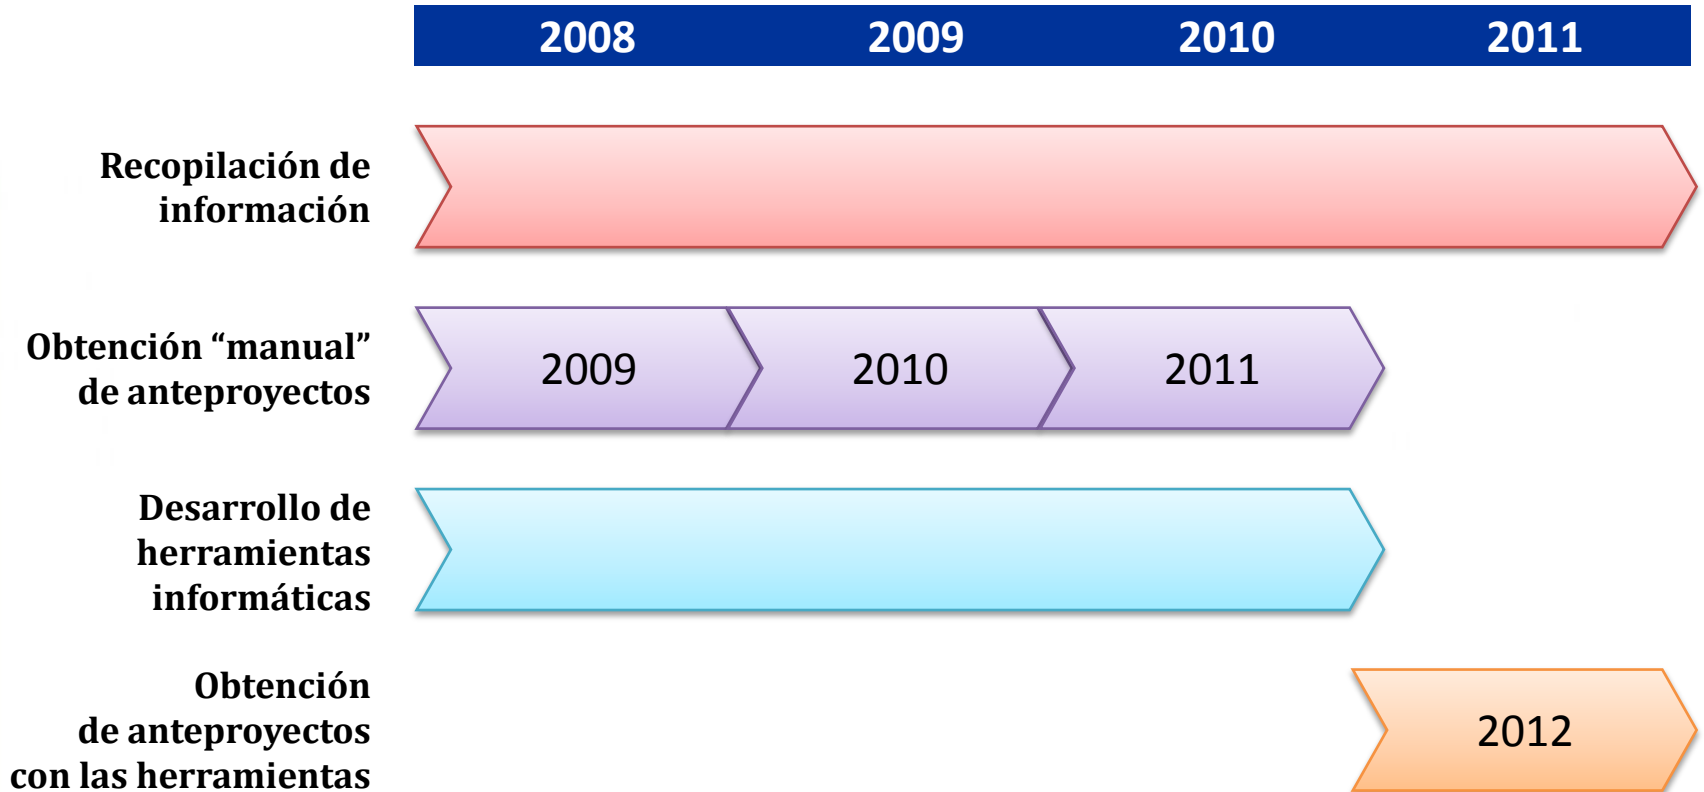 2008 2009 2010 2011
Recopilación de
información
Obtención “manual”
de anteproyectos
2009 2010 2011
Desarrollo de
herramientas
informáticas
Obtención
de anteproyectos
con las herramientas
2012